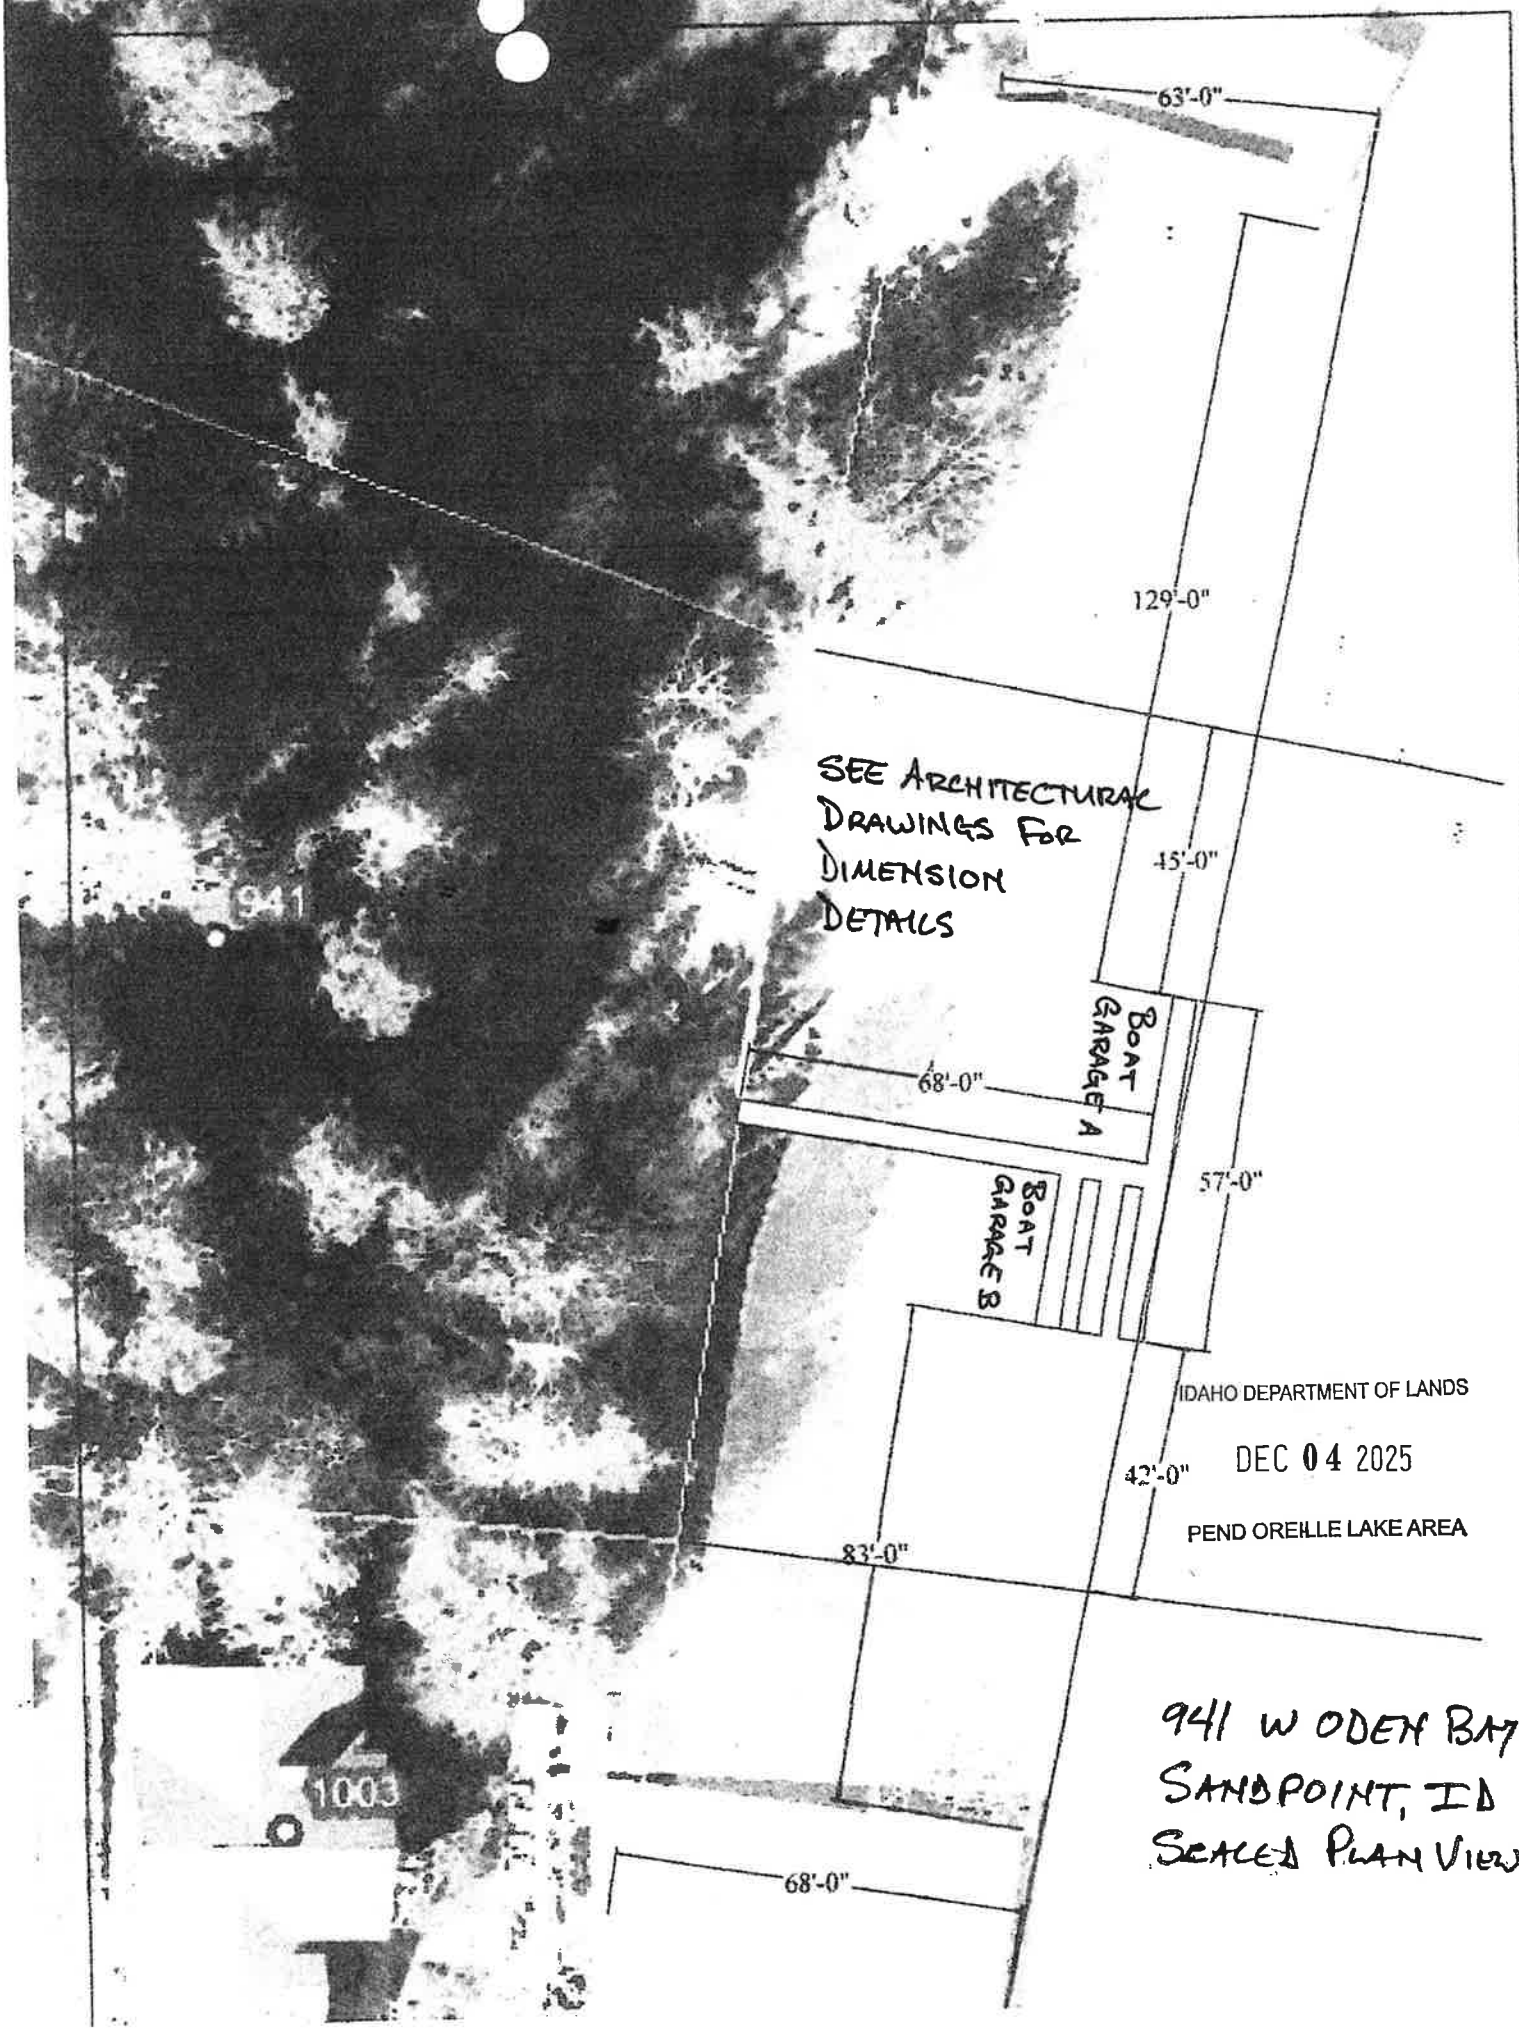 63'-0"
129'-0"
SEE ARCHITECTURAL
DRAWINGS FOR
DIMENSION
DETAILS
45'-0"
941
BOAT
GARAGE A
68'-0"
57'-0"
BOAT
GARAGE B
IDAHO DEPARTMENT OF LANDS
DEC 04 2025
PEND OREILLE LAKE AREA
42'-0"
83'-0"
941 W ODEN BAY
SANDPOINT, ID
SCALED PLAN VIEW
1003
68'-0"